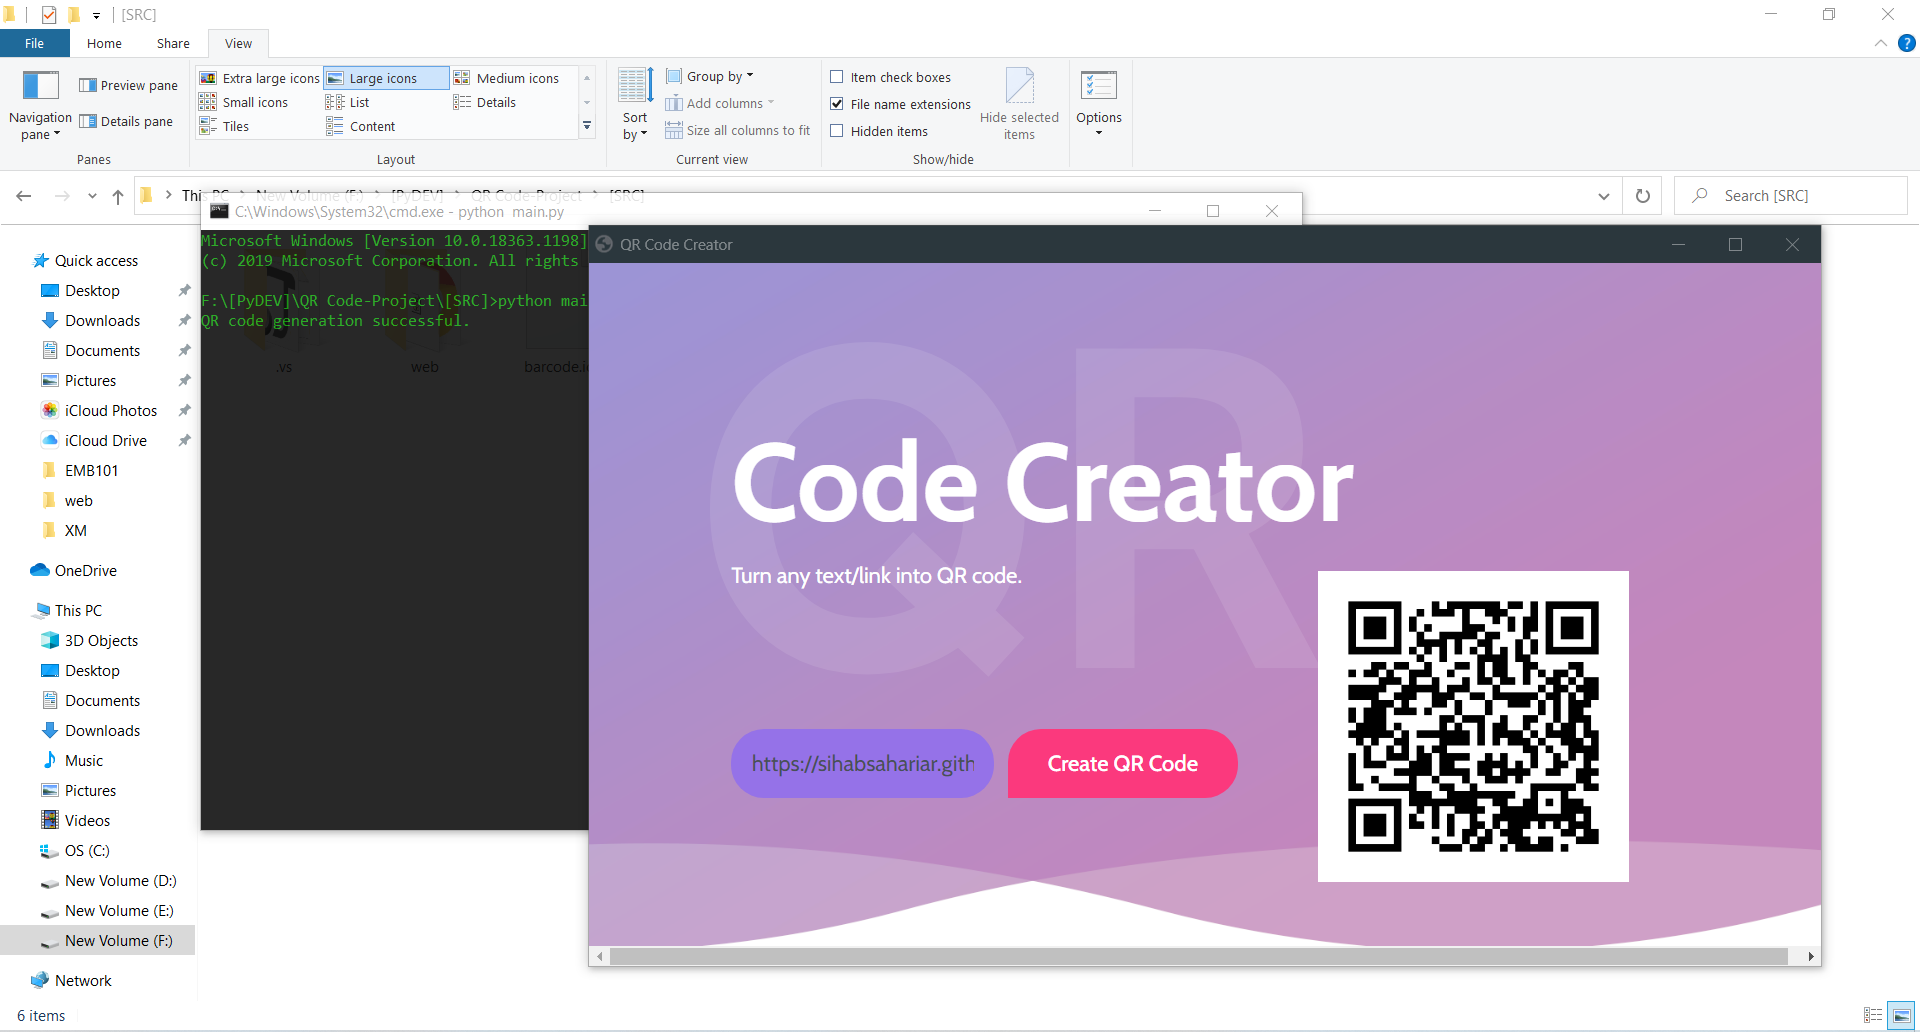 [SRC]
File Home Share View
Navigation pane
Preview pane
Details pane
Panes
Extra large icons Large icons Medium icons
Small icons List Details
Tiles Content
Layout
Sort by
Group by
Add columns
Size all columns to fit
Current view
Item check boxes
File name extensions
Hidden items
Hide selected items
Show/hide
Options
This PC New Volume (F:) [PyDEV] QR Code-Project [SRC]
Search [SRC]
C:\Windows\System32\cmd.exe - python  main.py
Microsoft Windows [Version 10.0.18363.1198]
(c) 2019 Microsoft Corporation. All rights
F:\[PyDEV]\QR Code-Project\[SRC]>python mai
QR code generation successful.
.vs web barcode.i
QR Code Creator
QR
Code Creator
Turn any text/link into QR code.
https://sihabsahariar.gith
Create QR Code
Quick access
Desktop
Downloads
Documents
Pictures
iCloud Photos
iCloud Drive
EMB101
web
XM
OneDrive
This PC
3D Objects
Desktop
Documents
Downloads
Music
Pictures
Videos
OS (C:)
New Volume (D:)
New Volume (E:)
New Volume (F:)
Network
6 items